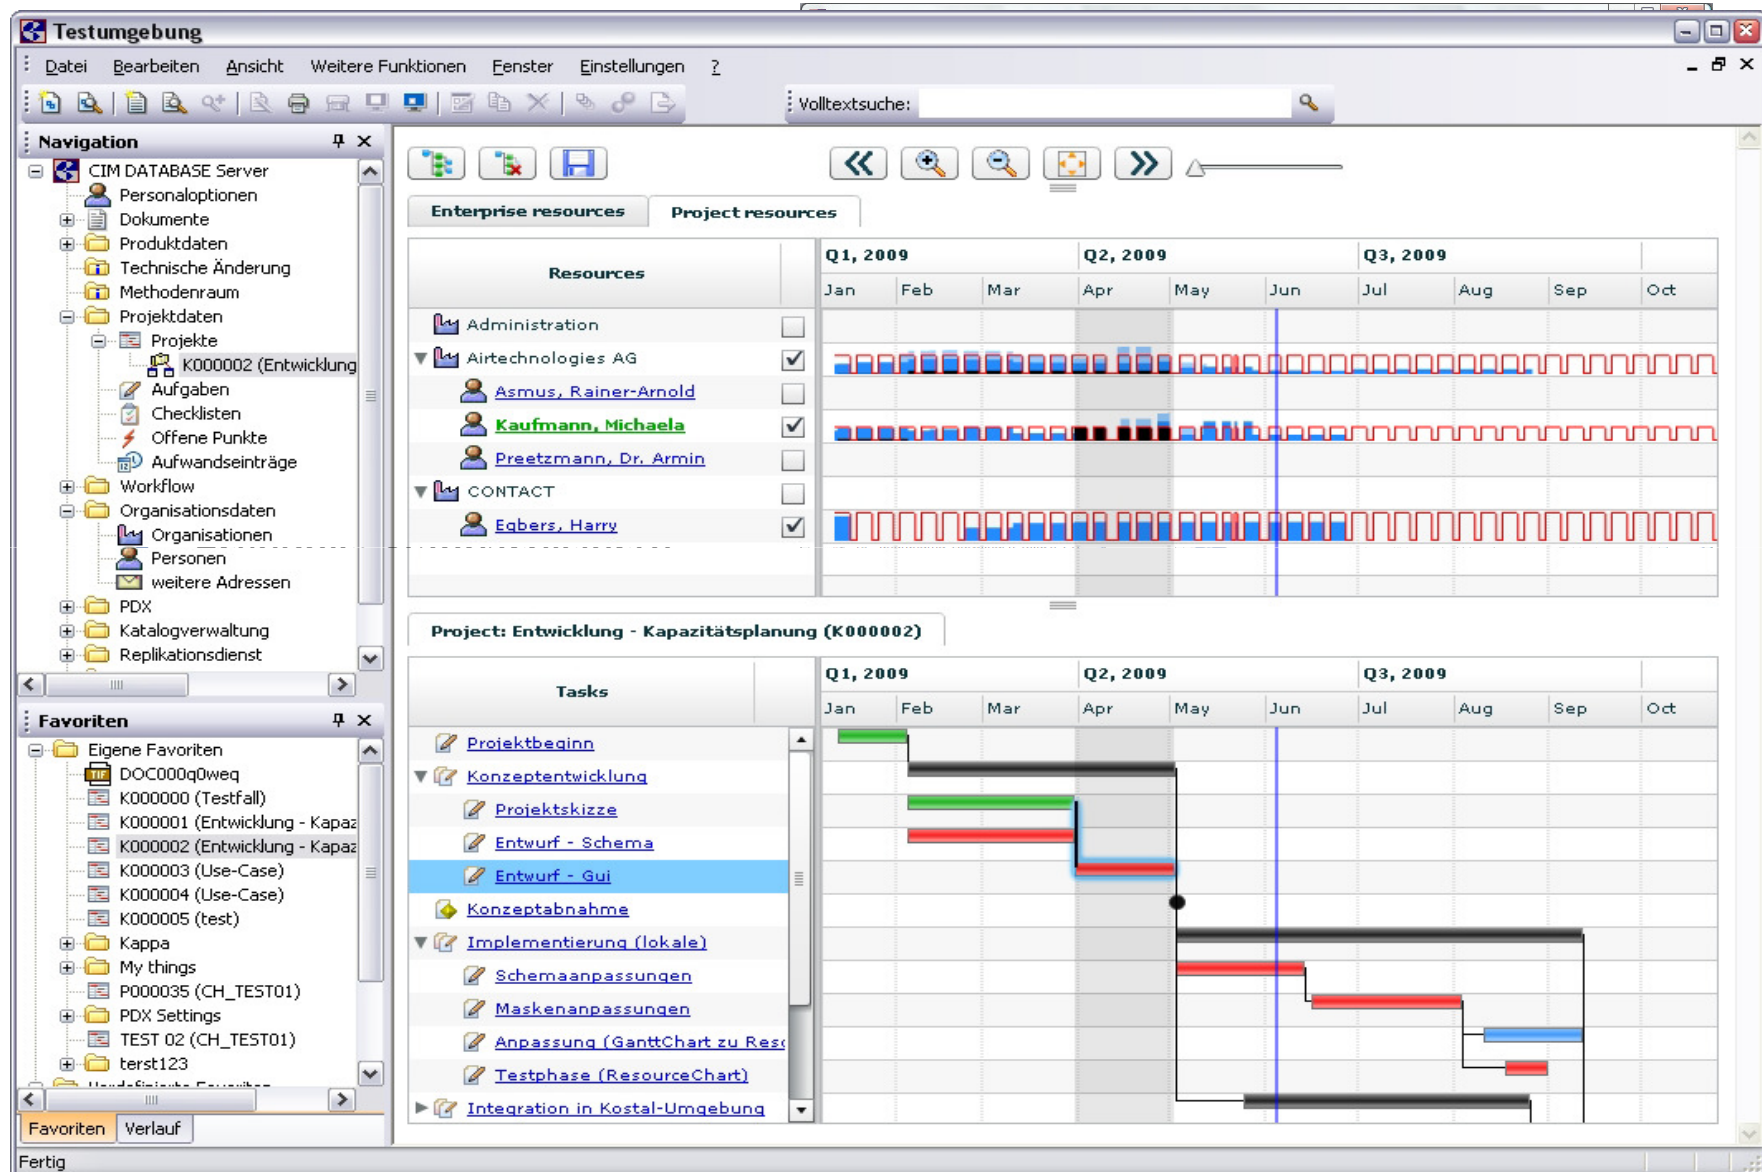 Testumgebung
Datei Bearbeiten Ansicht Weitere Funktionen Fenster Einstellungen ?
Volltextsuche:
Navigation
CIM DATABASE Server
Personaloptionen
Dokumente
Produktdaten
Technische Änderung
Methodenraum
Projektdaten
Projekte
K000002 (Entwicklung
Aufgaben
Checklisten
Offene Punkte
Aufwandseinträge
Workflow
Organisationsdaten
Organisationen
Personen
weitere Adressen
PDX
Katalogverwaltung
Replikationsdienst
Favoriten
Eigene Favoriten
TIF DOC000q0weq
K000000 (Testfall)
K000001 (Entwicklung - Kapaz
K000002 (Entwicklung - Kapaz
K000003 (Use-Case)
K000004 (Use-Case)
K000005 (test)
Kappa
My things
P000035 (CH_TEST01)
PDX Settings
TEST 02 (CH_TEST01)
terst123
Favoriten Verlauf
Fertig
Enterprise resources Project resources
Resources
Q1, 2009 Q2, 2009 Q3, 2009
Jan Feb Mar Apr May Jun Jul Aug Sep Oct
Administration
Airtechnologies AG
Asmus, Rainer-Arnold
Kaufmann, Michaela
Preetzmann, Dr. Armin
CONTACT
Egbers, Harry
Project: Entwicklung - Kapazitätsplanung (K000002)
Tasks
Q1, 2009 Q2, 2009 Q3, 2009
Jan Feb Mar Apr May Jun Jul Aug Sep Oct
Projektbeginn
Konzeptentwicklung
Projektskizze
Entwurf - Schema
Entwurf - Gui
Konzeptabnahme
Implementierung (lokale)
Schemaanpassungen
Maskenanpassungen
Anpassung (GanttChart zu Reso
Testphase (ResourceChart)
Integration in Kostal-Umgebung